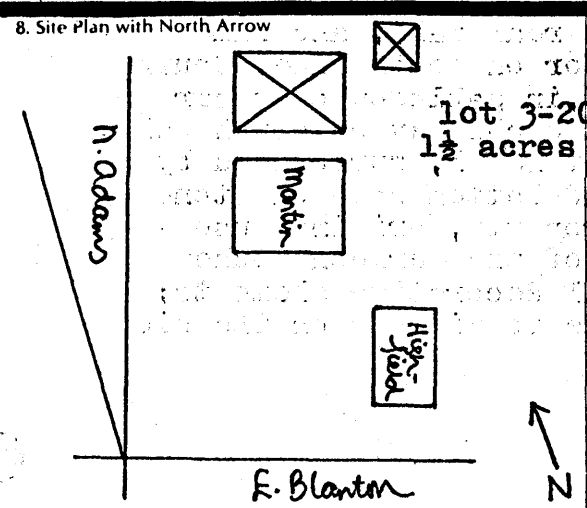 8. Site Plan with North Arrow
lot 3-20
1½ acres
N. Adams
Martin
High-
field
E. Blanton
N